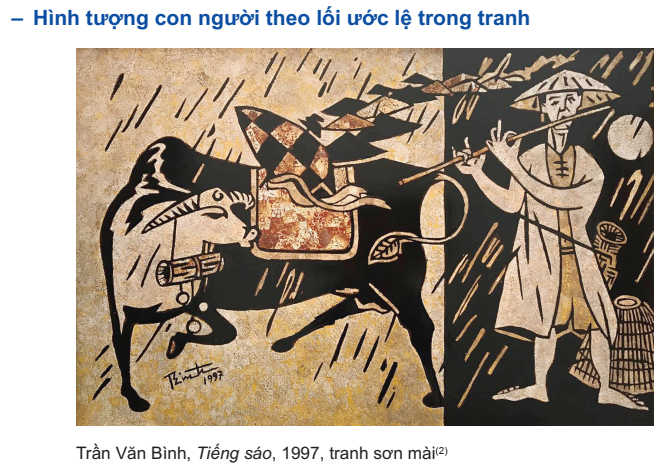 – Hình tượng con người theo lối ước lệ trong tranh
1997
Trần Văn Bình, Tiếng sáo, 1997, tranh sơn mài(2)